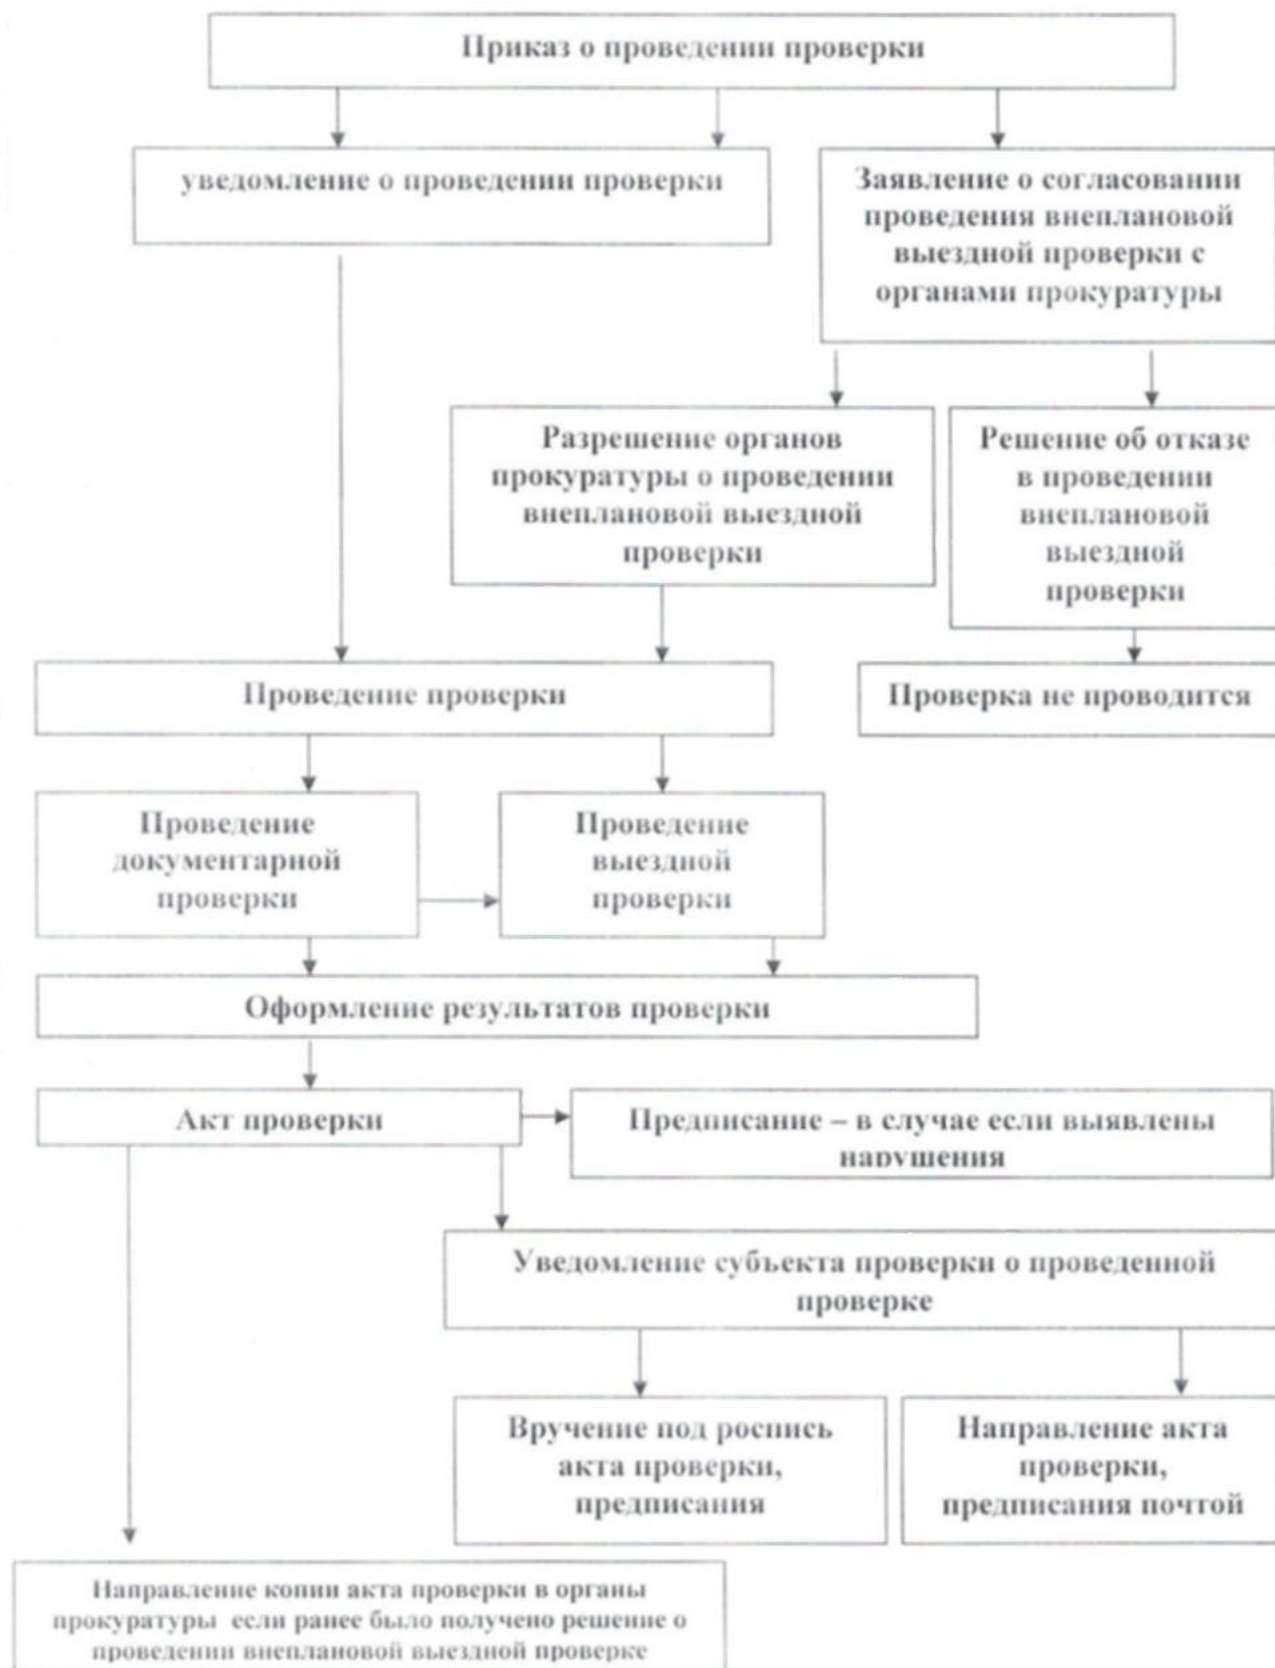 Приказ о проведении проверки
уведомление о проведении проверки
Заявление о согласовании
проведения внеплановой
выездной проверки с
органами прокуратуры
Разрешение органов
прокуратуры о проведении
внеплановой выездной
проверки
Решение об отказе
в проведении
внеплановой
выездной
проверки
Проведение проверки
Проверка не проводится
Проведение
документарной
проверки
Проведение
выездной
проверки
Оформление результатов проверки
Акт проверки
Предписание – в случае если выявлены
нарушения
Уведомление субъекта проверки о проведенной
проверке
Вручение под роспись
акта проверки,
предписания
Направление акта
проверки,
предписания почтой
Направление копии акта проверки в органы
прокуратуры если ранее было получено решение о
проведении внеплановой выездной проверке